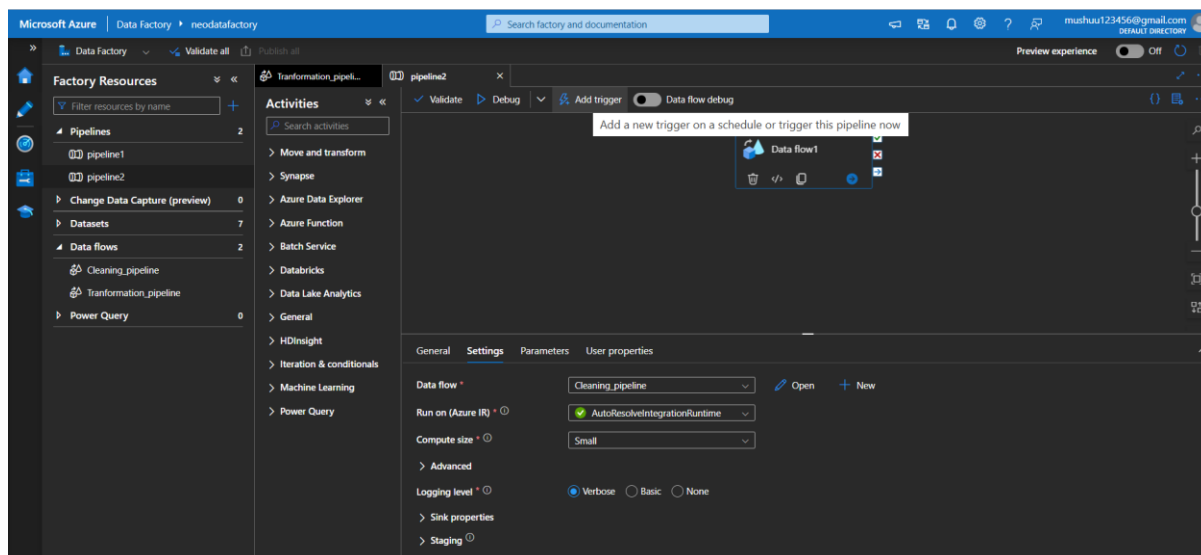 Microsoft Azure | Data Factory ▸ neodatafactory
Search factory and documentation
mushuu123456@gmail.com
DEFAULT DIRECTORY
Data Factory
Validate all
Publish all
Preview experience
Off
Factory Resources
Filter resources by name
Pipelines 2
pipeline1
pipeline2
Change Data Capture (preview) 0
Datasets 7
Data flows 2
Cleaning_pipeline
Tranformation_pipeline
Power Query 0
Tranformation_pipeli...
pipeline2
Activities
Search activities
Move and transform
Synapse
Azure Data Explorer
Azure Function
Batch Service
Databricks
Data Lake Analytics
General
HDInsight
Iteration & conditionals
Machine Learning
Power Query
Validate Debug Add trigger Data flow debug
Add a new trigger on a schedule or trigger this pipeline now
Data flow1
General Settings Parameters User properties
Data flow * Cleaning_pipeline Open New
Run on (Azure IR) * AutoResolveIntegrationRuntime
Compute size * Small
Advanced
Logging level * Verbose Basic None
Sink properties
Staging